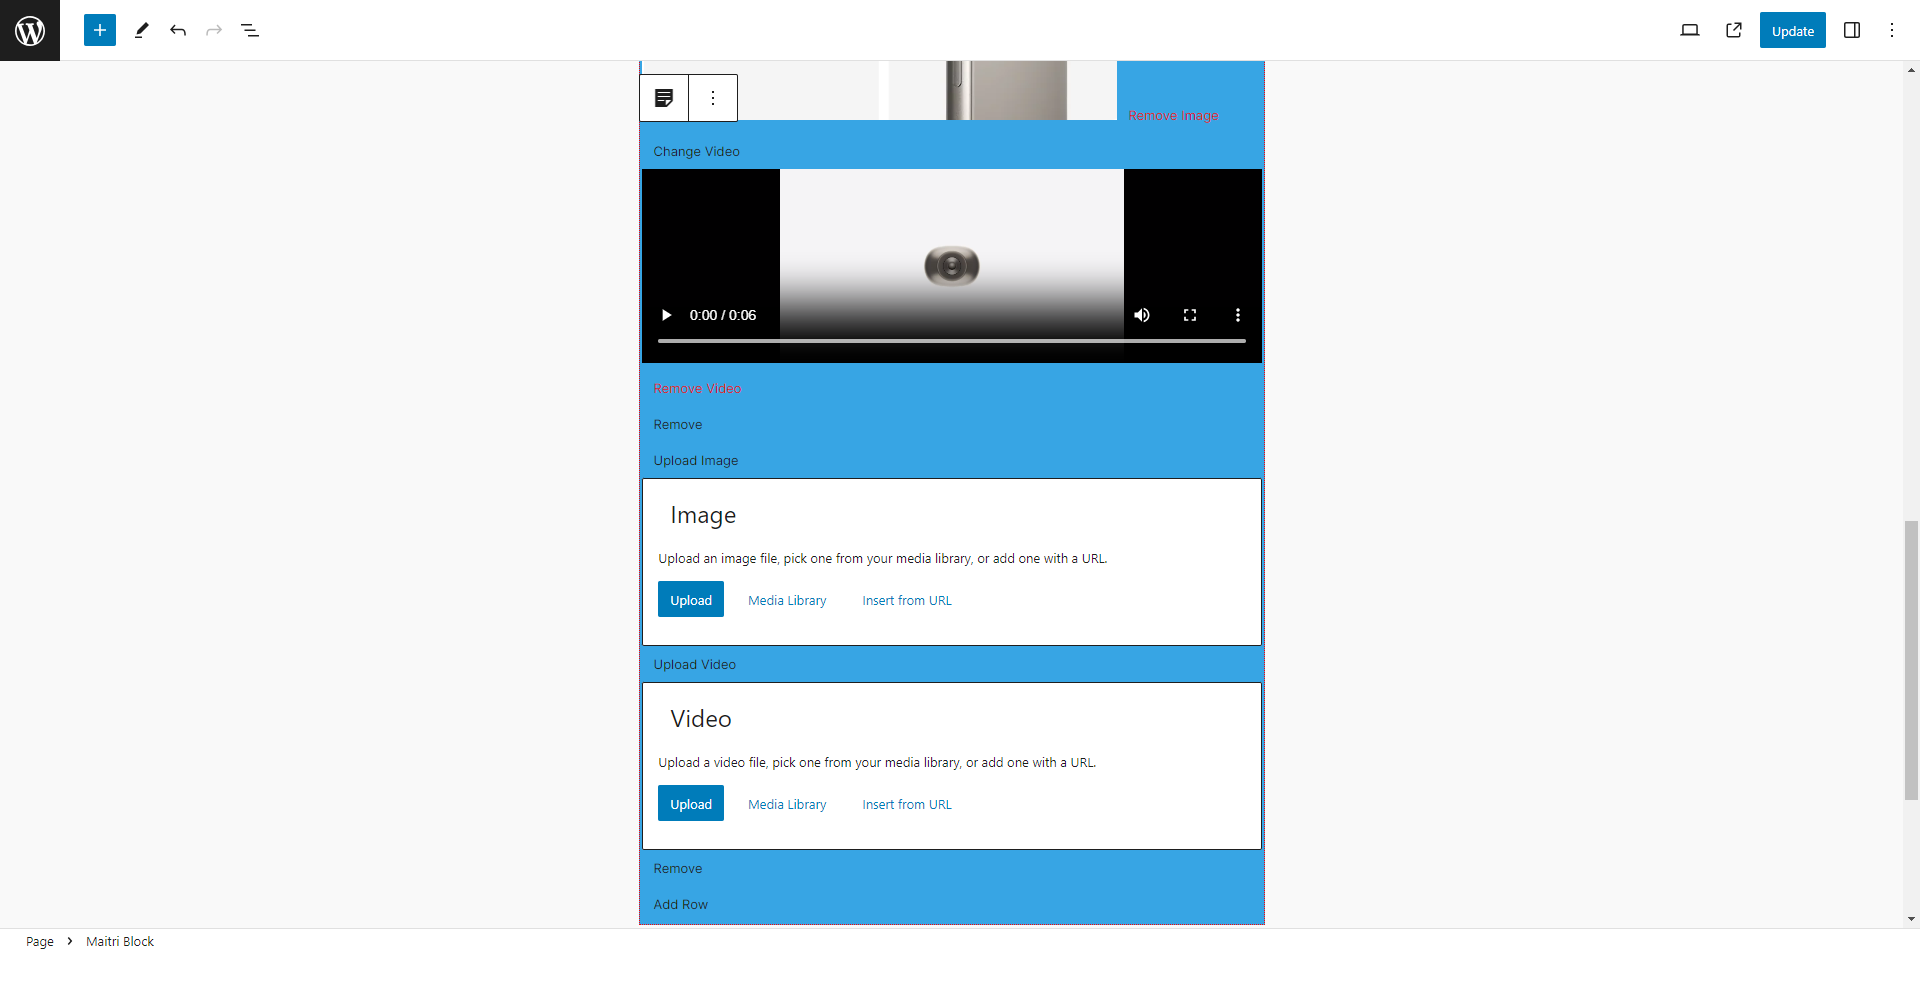 Update
Remove Image
Change Video
0:00 / 0:06
Remove Video
Remove
Upload Image
Image
Upload an image file, pick one from your media library, or add one with a URL.
Upload Media Library Insert from URL
Upload Video
Video
Upload a video file, pick one from your media library, or add one with a URL.
Upload Media Library Insert from URL
Remove
Add Row
Page Maitri Block